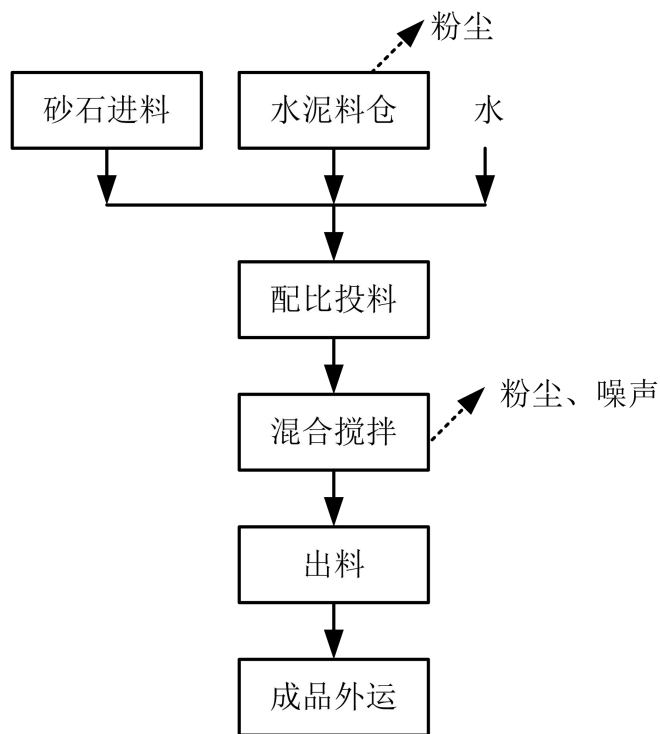 粉尘
砂石进料
水泥料仓
水
配比投料
粉尘、噪声
混合搅拌
出料
成品外运